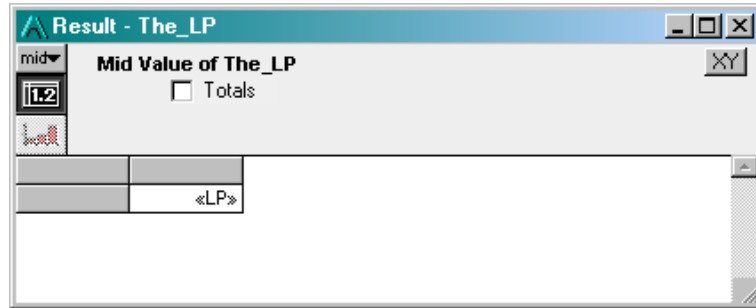 Result - The_LP
mid
Mid Value of The_LP
XY
Totals
1.2
«LP»